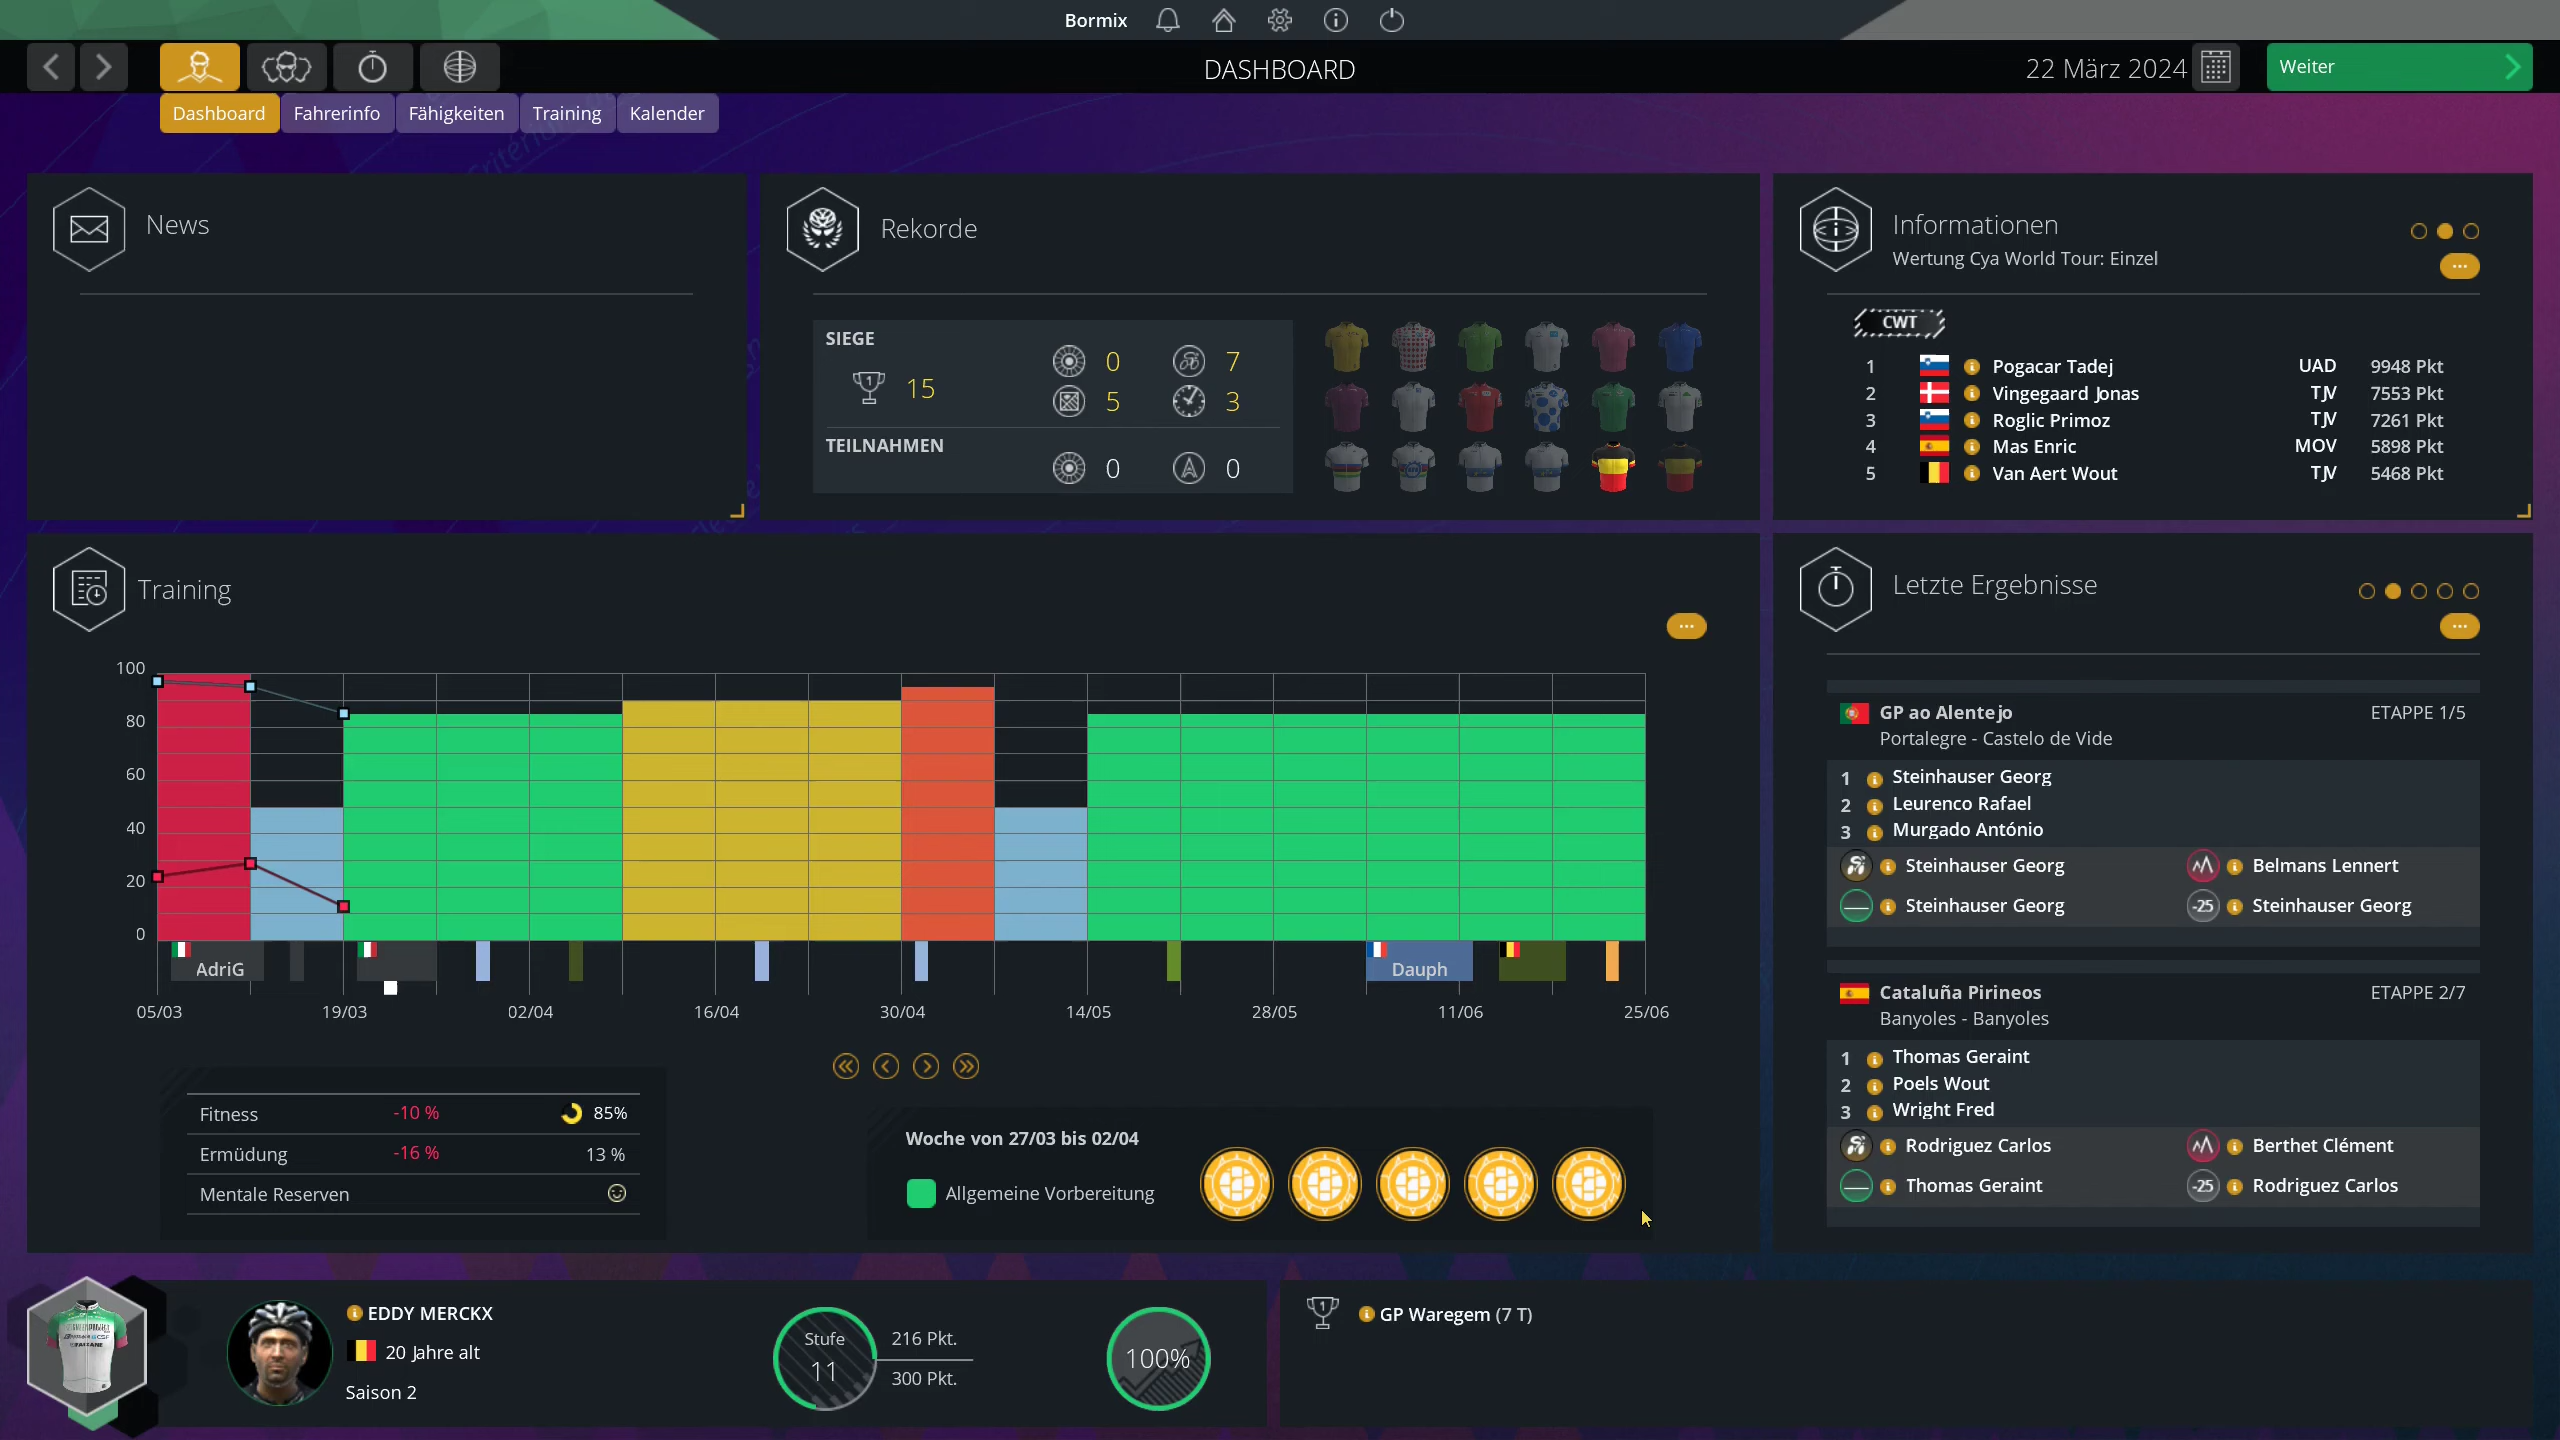 Bormix
DASHBOARD
22 März 2024
Weiter
Dashboard
Fahrerinfo
Fähigkeiten
Training
Kalender
News
Rekorde
SIEGE
15
0
7
5
3
TEILNAHMEN
0
0
Informationen
Wertung Cya World Tour: Einzel
CWT
1 Pogacar Tadej UAD 9948 Pkt
2 Vingegaard Jonas TJV 7553 Pkt
3 Roglic Primoz TJV 7261 Pkt
4 Mas Enric MOV 5898 Pkt
5 Van Aert Wout TJV 5468 Pkt
Training
100
80
60
40
20
0
AdriG
Dauph
05/03 19/03 02/04 16/04 30/04 14/05 28/05 11/06 25/06
Fitness -10 % 85%
Ermüdung -16 % 13 %
Mentale Reserven
Woche von 27/03 bis 02/04
Allgemeine Vorbereitung
Letzte Ergebnisse
GP ao Alentejo ETAPPE 1/5
Portalegre - Castelo de Vide
1 Steinhauser Georg
2 Leurenco Rafael
3 Murgado António
Steinhauser Georg Belmans Lennert
Steinhauser Georg -25 Steinhauser Georg
Cataluña Pirineos ETAPPE 2/7
Banyoles - Banyoles
1 Thomas Geraint
2 Poels Wout
3 Wright Fred
Rodriguez Carlos Berthet Clément
Thomas Geraint -25 Rodriguez Carlos
EDDY MERCKX
20 Jahre alt
Saison 2
Stufe
11
216 Pkt.
300 Pkt.
100%
GP Waregem (7 T)